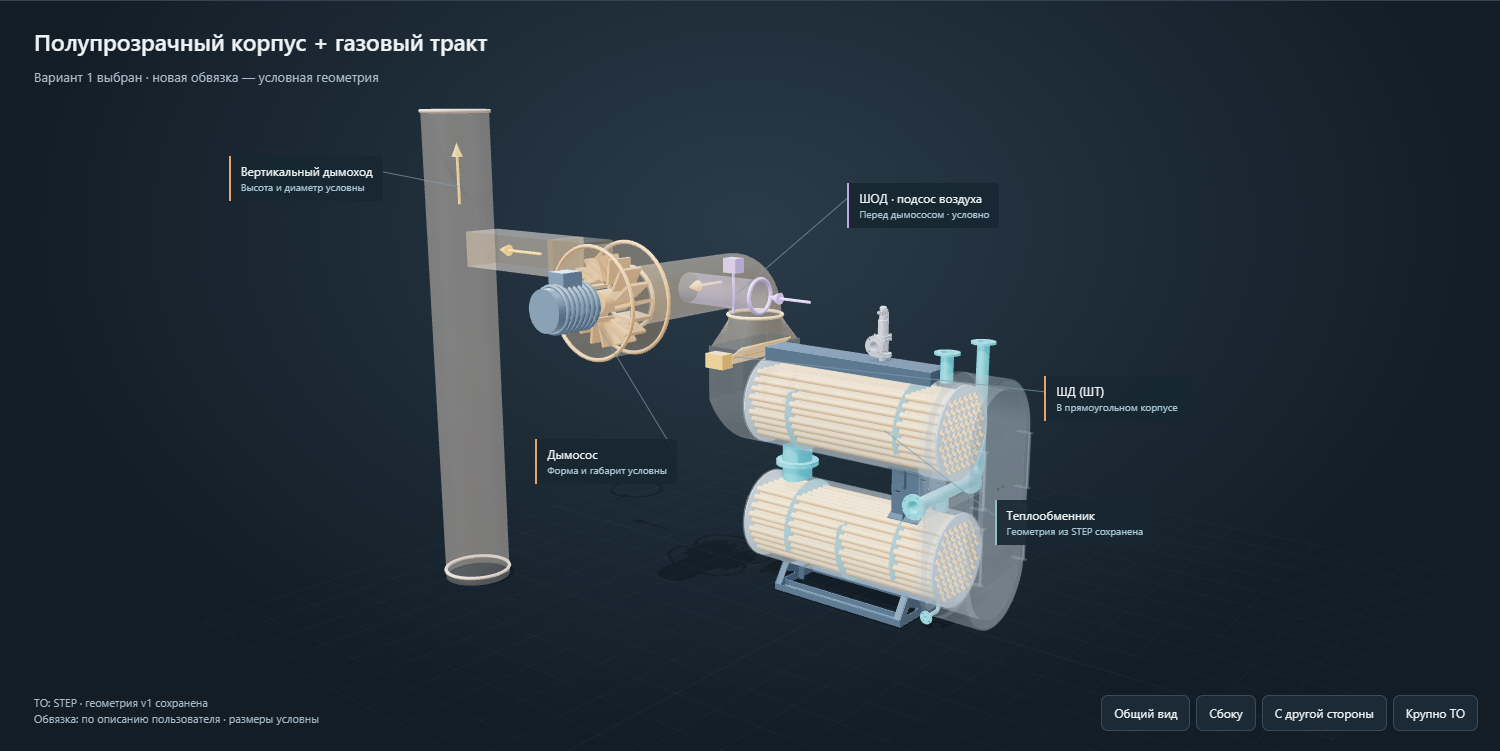 Полупрозрачный корпус + газовый тракт
Вариант 1 выбран · новая обвязка — условная геометрия
Вертикальный дымоход
Высота и диаметр условны
ШОД · подсос воздуха
Перед дымососом · условно
ШД (ШТ)
В прямоугольном корпусе
Дымосос
Форма и габарит условны
Теплообменник
Геометрия из STEP сохранена
ТО: STEP · геометрия v1 сохранена
Обвязка: по описанию пользователя · размеры условны
Общий вид
Сбоку
С другой стороны
Крупно ТО